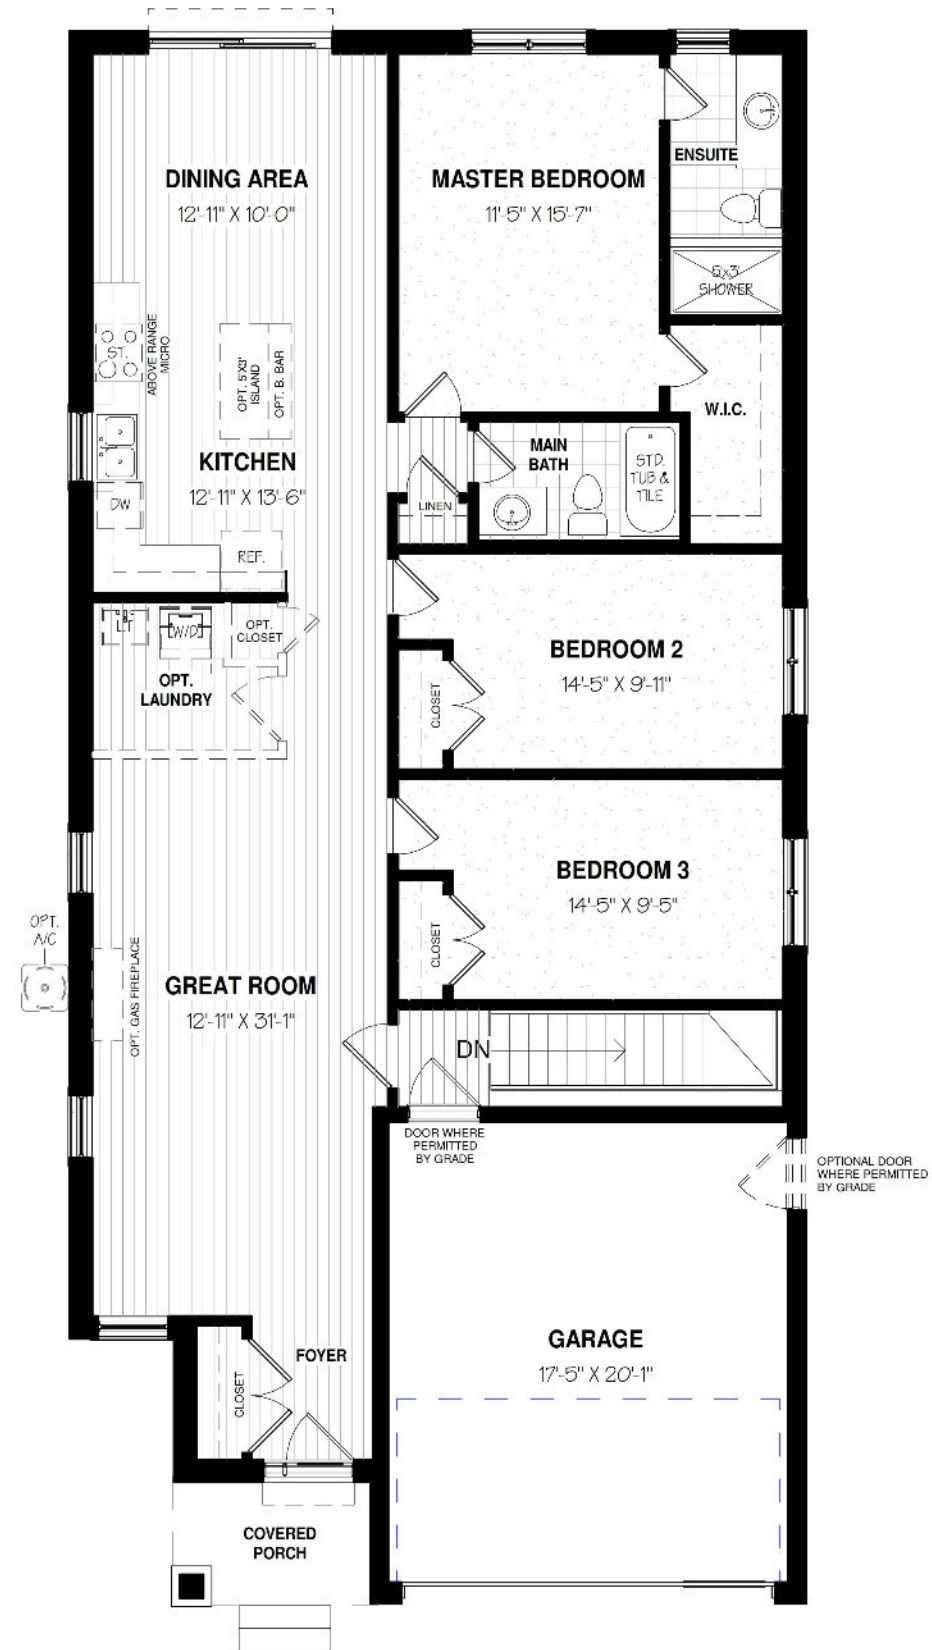 DINING AREA
12'-11" X 10'-0"
MASTER BEDROOM
11'-5" X 15'-7"
ENSUITE
5x3'
SHOWER
ST.
ABOVE RANGE
MICRO
OPT. 5'X3'
ISLAND
OPT. B. BAR
W.I.C.
KITCHEN
12'-11" X 13'-6"
MAIN
BATH
STD.
TUB &
TILE
DW
LINEN
REF.
LT
W/D
OPT.
CLOSET
OPT.
LAUNDRY
BEDROOM 2
14'-5" X 9'-11"
CLOSET
BEDROOM 3
14'-5" X 9'-5"
CLOSET
OPT.
A/C
OPT. GAS FIREPLACE
GREAT ROOM
12'-11" X 31'-1"
DN
DOOR WHERE
PERMITTED
BY GRADE
OPTIONAL DOOR
WHERE PERMITTED
BY GRADE
GARAGE
17'-5" X 20'-1"
FOYER
CLOSET
COVERED
PORCH